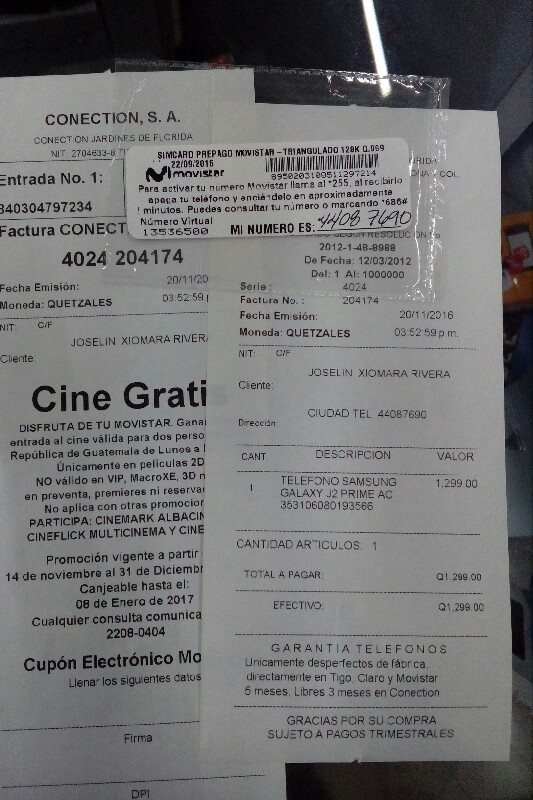 CONECTION, S. A.
CONECTION JARDINES DE FLORIDA
NIT: 2704633-8
Entrada No. 1:
340304797234
Factura CONECT
4024 204174
Fecha Emisión: 20/11/20
Moneda: QUETZALES 03:52:59 p
NIT: C/F
JOSELIN XIOMARA RIVERA
Cliente:
Cine Grati
DISFRUTA DE TU MOVISTAR. Gana
entrada al cine válida para dos perso
República de Guatemala de Lunes a
Únicamente en películas 2D
NO válido en VIP, MacroXE, 3D
en preventa, premieres ni reserva
No aplica con otras promocion
PARTICIPA: CINEMARK ALBACIN
CINEFLICK MULTICINEMA Y CINE
Promoción vigente a partir
14 de noviembre al 31 de Diciemb
Canjeable hasta el:
08 de Enero de 2017
Cualquier consulta comunica
2208-0404
Cupón Electrónico Mo
Llenar los siguientes datos
Firma
DPI
SIMCARD PREPAGO MOVISTAR - TRIANGULADO 128K Q.099
22/09/2016
movistar
8950203100511297214
Para activar tu numero Movistar llama al *255, al recibirlo
apaga tu teléfono y enciéndelo en aproximadamente
minutos. Puedes consultar tu número o marcando *686#
Número Virtual
13536500
MI NUMERO ES: 4408 7690
RIDA
ONA COL
SEGUN RESOLUCION
2012-1-48-8988
De Fecha: 12/03/2012
Del: 1 Al: 1000000
Serie : 4024
Factura No. : 204174
Fecha Emisión: 20/11/2016
Moneda: QUETZALES 03:52:59 p.m.
NIT: C/F
JOSELIN XIOMARA RIVERA
Cliente:
CIUDAD TEL 44087690
Dirección:
CANT DESCRIPCION VALOR
1 TELEFONO SAMSUNG 1,299.00
GALAXY J2 PRIME AC
353106080193566
CANTIDAD ARTICULOS: 1
TOTAL A PAGAR: Q1,299.00
EFECTIVO: Q1,299.00
GARANTIA TELEFONOS
Unicamente desperfectos de fábrica,
directamente en Tigo, Claro y Movistar
5 meses, Libres 3 meses en Conection
GRACIAS POR SU COMPRA
SUJETO A PAGOS TRIMESTRALES